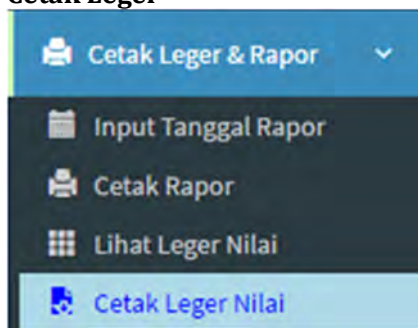 Cetak Leger
Cetak Leger & Rapor
Input Tanggal Rapor
Cetak Rapor
Lihat Leger Nilai
Cetak Leger Nilai